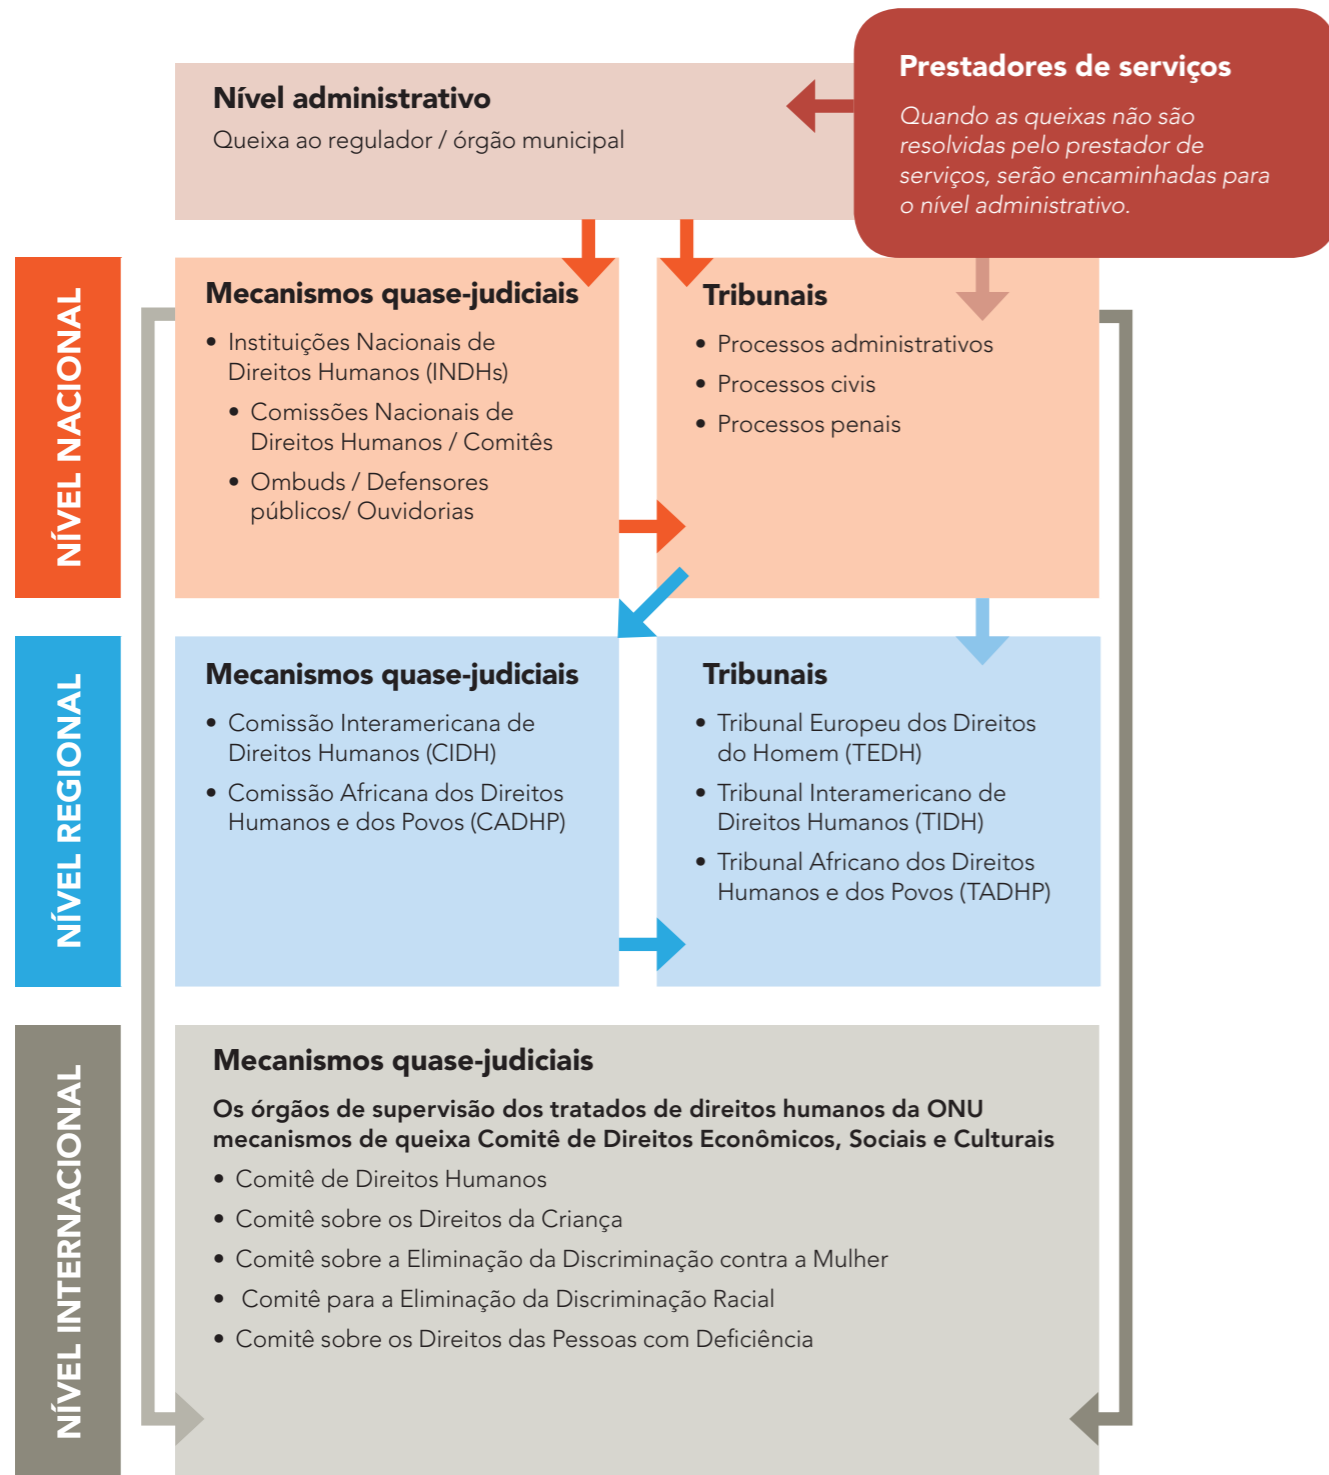 Prestadores de serviços
Quando as queixas não são
resolvidas pelo prestador de
serviços, serão encaminhadas para
o nível administrativo.
Nível administrativo
Queixa ao regulador / órgão municipal
NÍVEL NACIONAL
Mecanismos quase-judiciais
• Instituições Nacionais de
Direitos Humanos (INDHs)
• Comissões Nacionais de
Direitos Humanos / Comitês
• Ombuds / Defensores
públicos/ Ouvidorias
Tribunais
• Processos administrativos
• Processos civis
• Processos penais
NÍVEL REGIONAL
Mecanismos quase-judiciais
• Comissão Interamericana de
Direitos Humanos (CIDH)
• Comissão Africana dos Direitos
Humanos e dos Povos (CADHP)
Tribunais
• Tribunal Europeu dos Direitos
do Homem (TEDH)
• Tribunal Interamericano de
Direitos Humanos (TIDH)
• Tribunal Africano dos Direitos
Humanos e dos Povos (TADHP)
NÍVEL INTERNACIONAL
Mecanismos quase-judiciais
Os órgãos de supervisão dos tratados de direitos humanos da ONU
mecanismos de queixa Comitê de Direitos Econômicos, Sociais e Culturais
• Comitê de Direitos Humanos
• Comitê sobre os Direitos da Criança
• Comitê sobre a Eliminação da Discriminação contra a Mulher
• Comitê para a Eliminação da Discriminação Racial
• Comitê sobre os Direitos das Pessoas com Deficiência